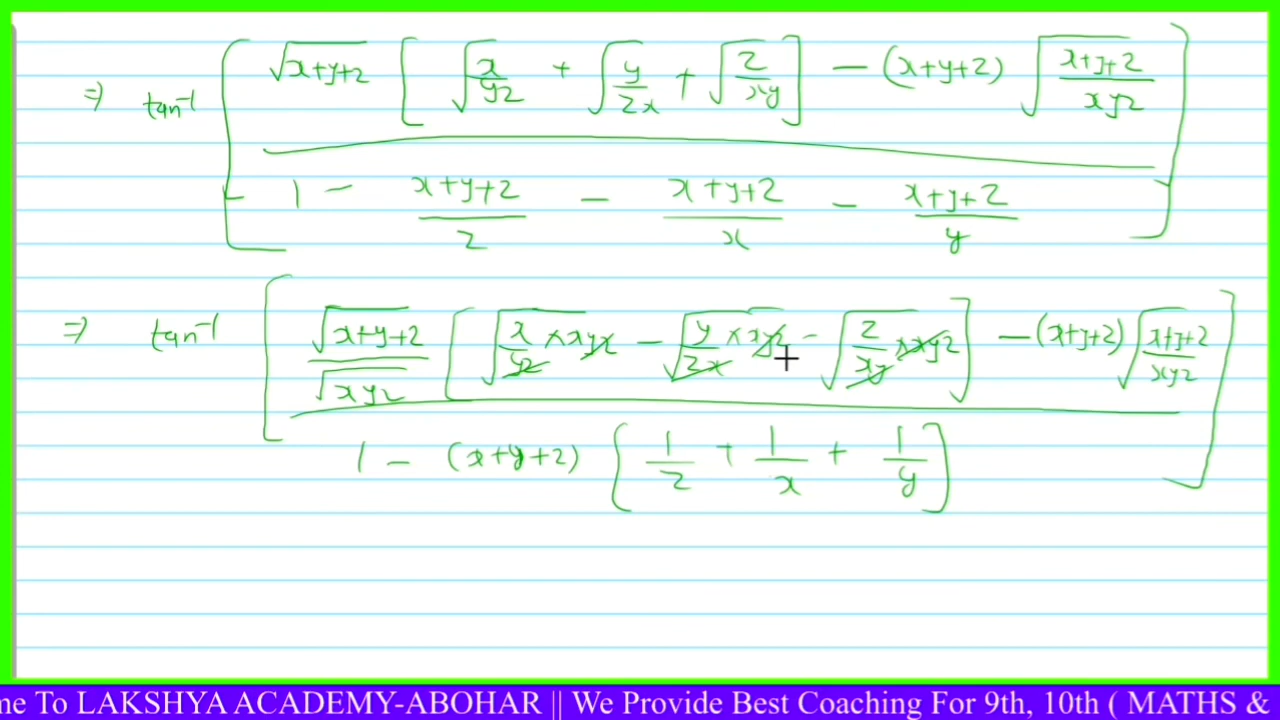 ⇒ tan⁻¹ [ √(x+y+z) [ √(x/yz) + √(y/zx) + √(z/xy) ] − (x+y+z) √((x+y+z)/xyz)
1 − (x+y+z)/z − (x+y+z)/x − (x+y+z)/y ]
⇒ tan⁻¹ [ √(x+y+z)/√(xyz) [ √(x/yz × xyz) − √(y/zx × xyz) − √(z/xy × xyz) ] − (x+y+z) √((x+y+z)/xyz)
1 − (x+y+z) [ 1/z + 1/x + 1/y ] ]
me To LAKSHYA ACADEMY-ABOHAR || We Provide Best Coaching For 9th, 10th ( MATHS &